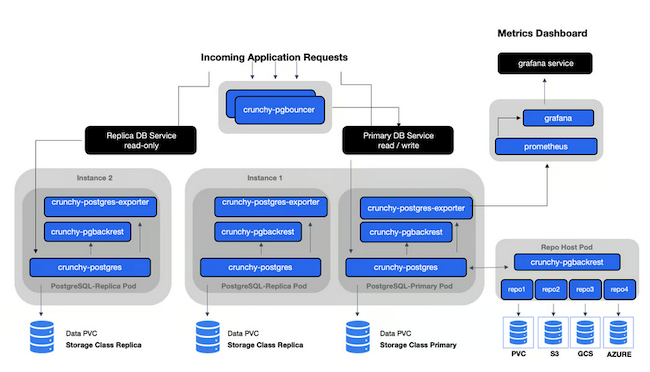 Metrics Dashboard
Incoming Application Requests
grafana service
crunchy-pgbouncer
grafana
prometheus
Replica DB Service
read-only
Primary DB Service
read / write
Instance 2
Instance 1
crunchy-postgres-exporter
crunchy-pgbackrest
crunchy-postgres
PostgreSQL-Replica Pod
crunchy-postgres-exporter
crunchy-pgbackrest
crunchy-postgres
PostgreSQL-Replica Pod
crunchy-postgres-exporter
crunchy-pgbackrest
crunchy-postgres
PostgreSQL-Primary Pod
Repo Host Pod
crunchy-pgbackrest
repo1
repo2
repo3
repo4
Data PVC
Storage Class Replica
Data PVC
Storage Class Replica
Data PVC
Storage Class Primary
PVC
S3
GCS
AZURE